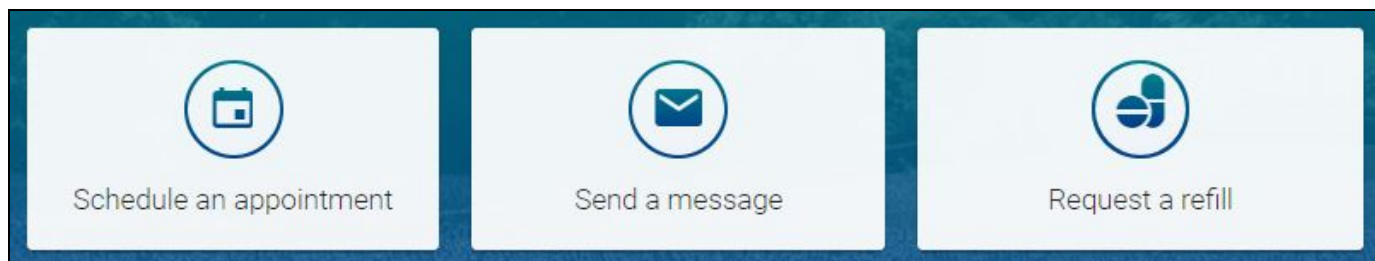 Schedule an appointment
Send a message
Request a refill